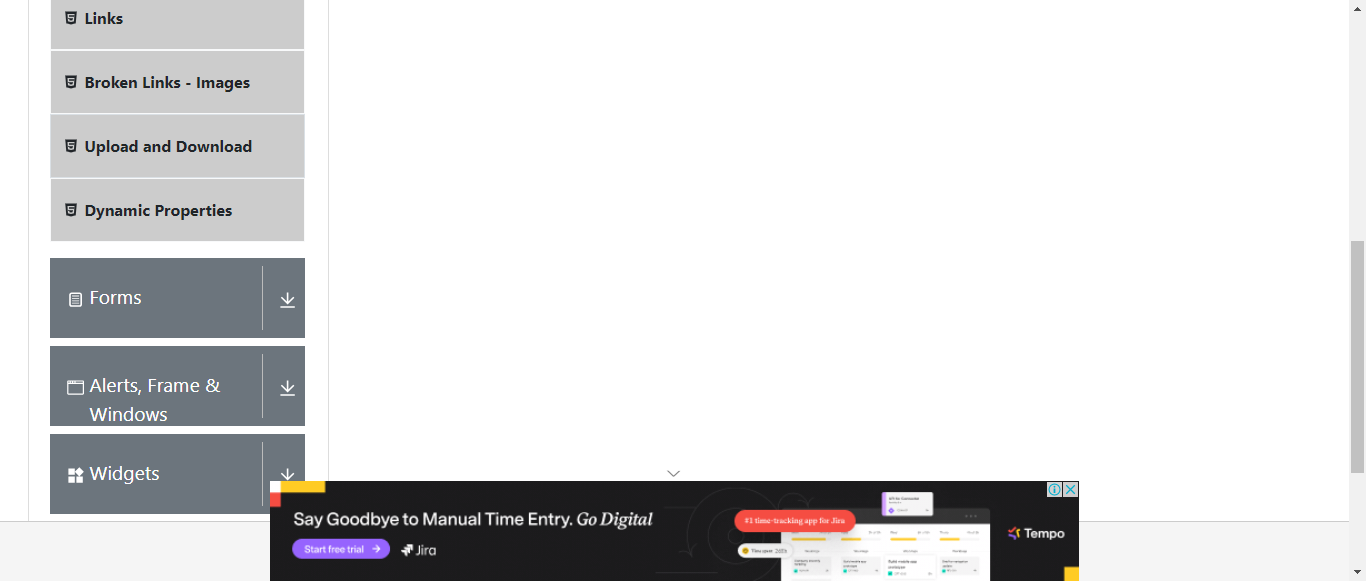 Links
Broken Links - Images
Upload and Download
Dynamic Properties
Forms
Alerts, Frame &
Windows
Widgets
Say Goodbye to Manual Time Entry. Go Digital
Start free trial
Jira
#1 time-tracking app for Jira
Tempo